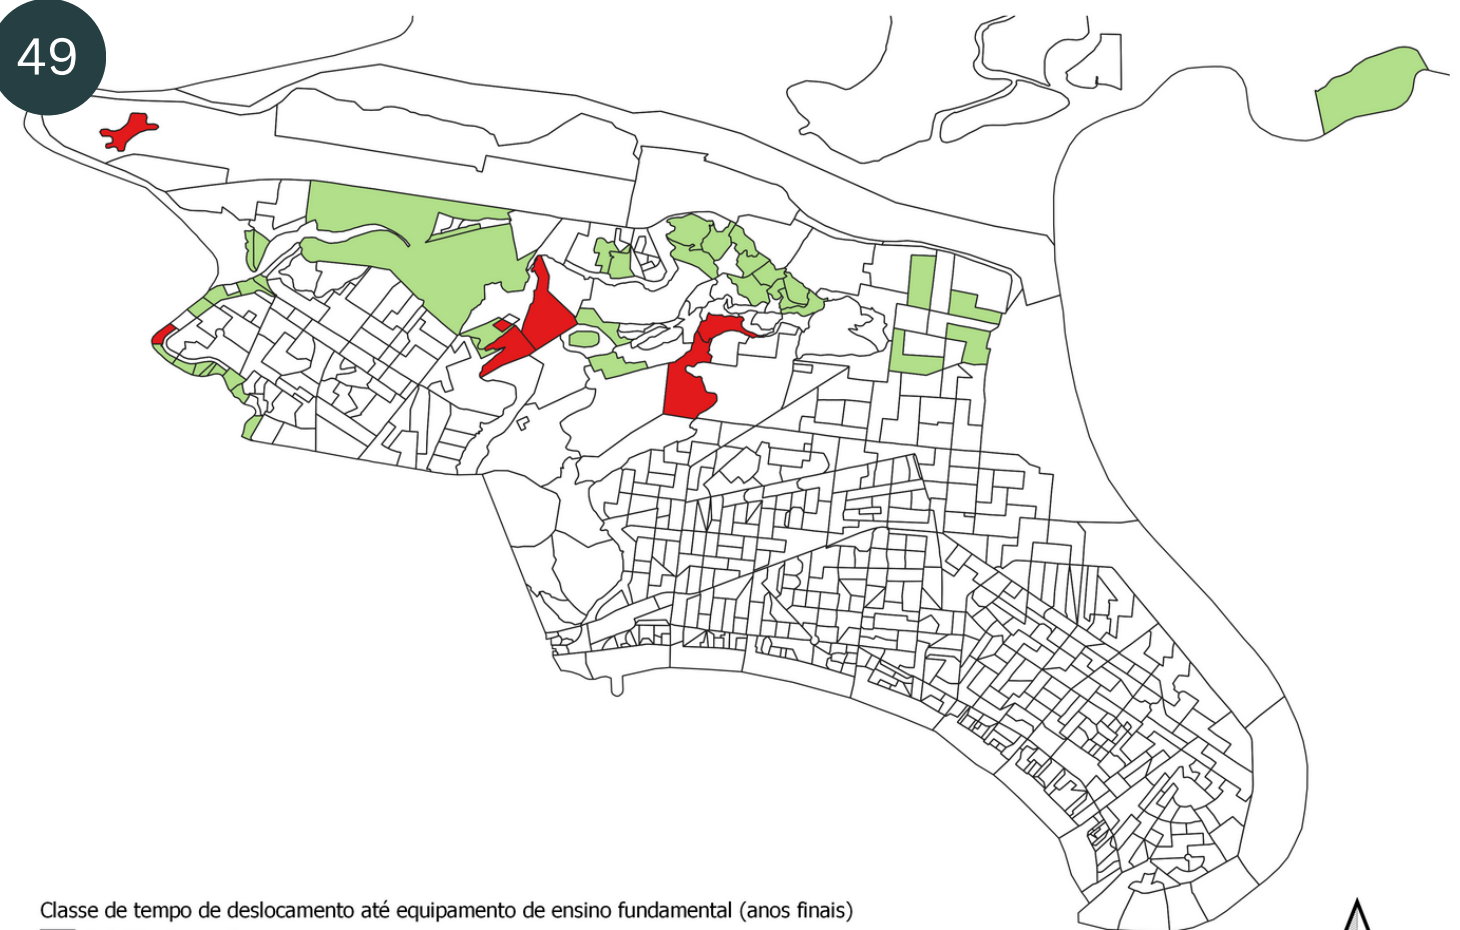 49
Classe de tempo de deslocamento até equipamento de ensino fundamental (anos finais)